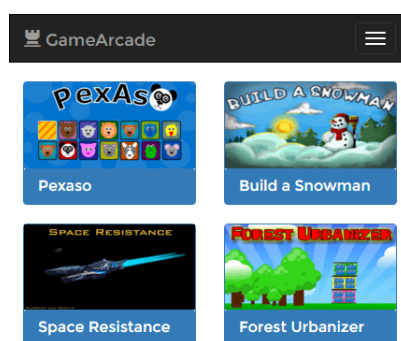 GameArcade
PEXASO
BUILD A SNOWMAN
Pexaso
Build a Snowman
SPACE RESISTANCE
FOREST URBANIZER
Space Resistance
Forest Urbanizer